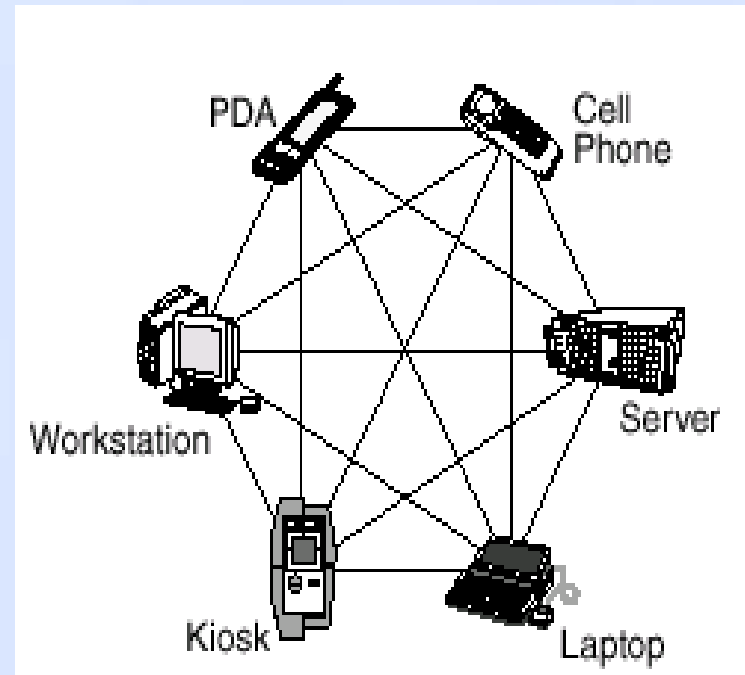 PDA
Cell
Phone
Workstation
Server
Kiosk
Laptop